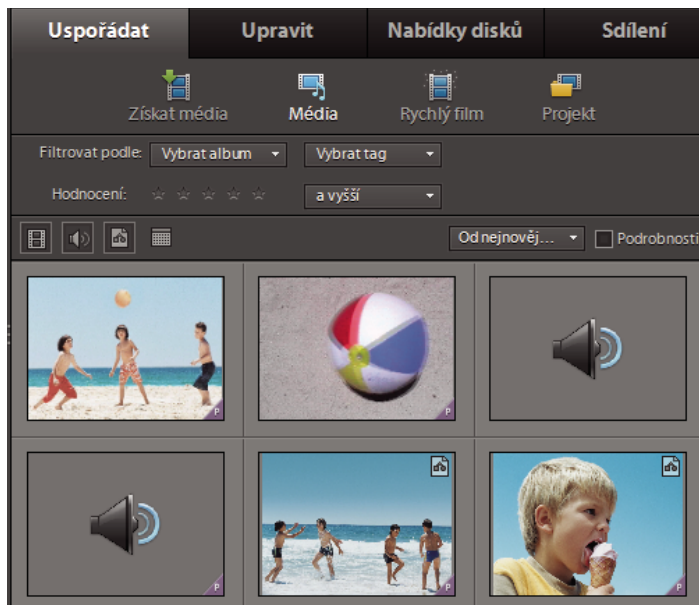 Uspořádat Upravit Nabídky disků Sdílení
Získat média Média Rychlý film Projekt
Filtrovat podle: Vybrat album Vybrat tag
Hodnocení: a vyšší
Od nejnověj... Podrobnosti
P P P
P P P